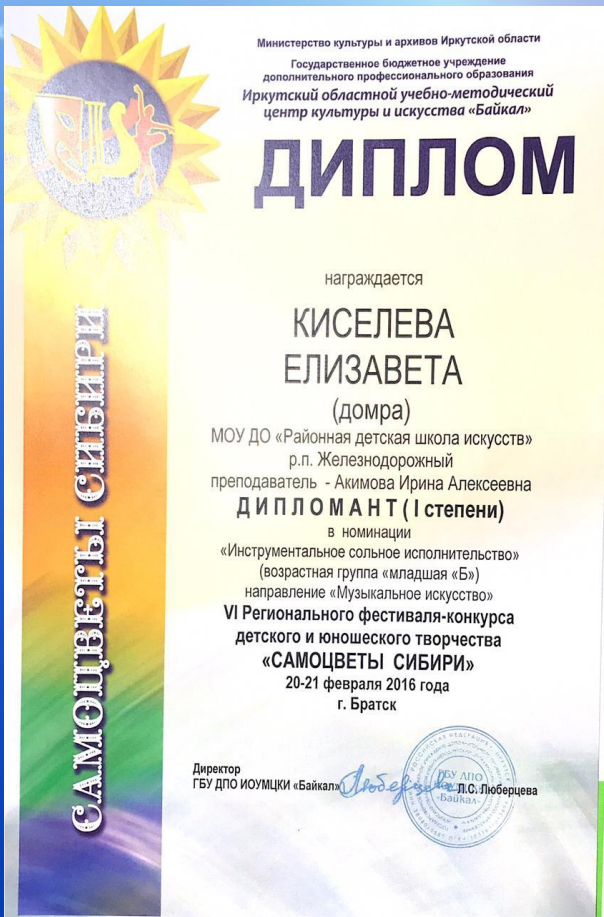 Министерство культуры и архивов Иркутской области
Государственное бюджетное учреждение
дополнительного профессионального образования
Иркутский областной учебно-методический
центр культуры и искусства «Байкал»
ДИПЛОМ
награждается
КИСЕЛЕВА
ЕЛИЗАВЕТА
(домра)
МОУ ДО «Районная детская школа искусств»
р.п. Железнодорожный
преподаватель - Акимова Ирина Алексеевна
ДИПЛОМАНТ ( I степени)
в номинации
«Инструментальное сольное исполнительство»
(возрастная группа «младшая «Б»)
направление «Музыкальное искусство»
VI Регионального фестиваля-конкурса
детского и юношеского творчества
«САМОЦВЕТЫ СИБИРИ»
20-21 февраля 2016 года
г. Братск
Директор
ГБУ ДПО ИОУМЦКИ «Байкал»
Л.С. Люберцева
ГБУ ДПО
«Байкал»
САМОЦВЕТЫ СИБИРИ